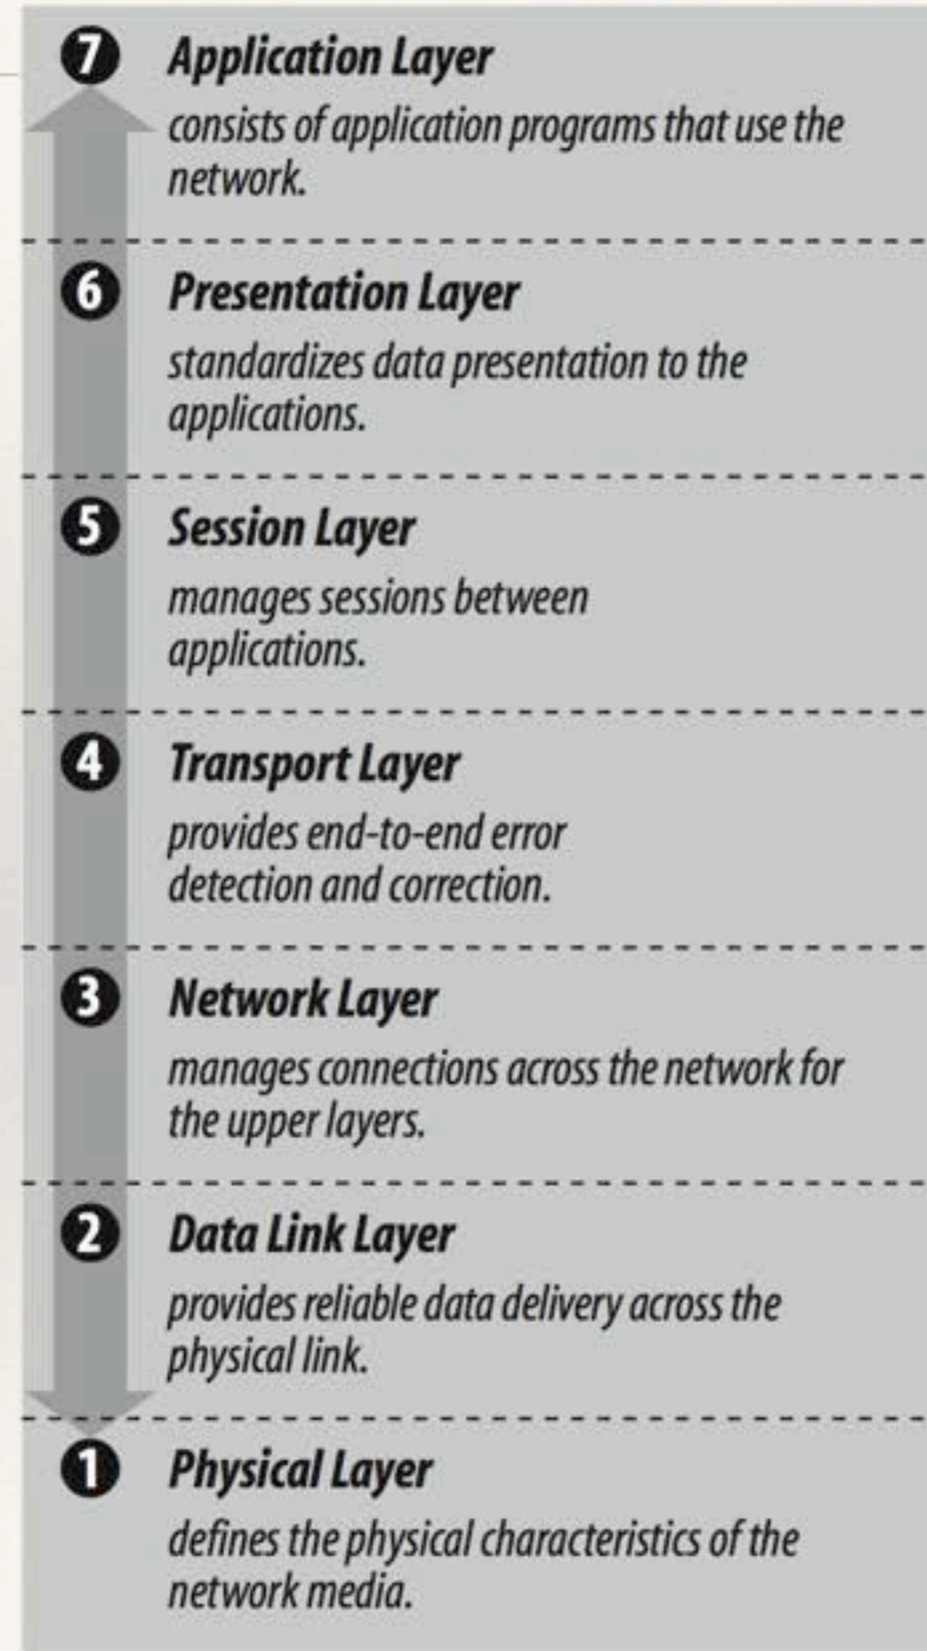 7 Application Layer
consists of application programs that use the
network.
6 Presentation Layer
standardizes data presentation to the
applications.
5 Session Layer
manages sessions between
applications.
4 Transport Layer
provides end-to-end error
detection and correction.
3 Network Layer
manages connections across the network for
the upper layers.
2 Data Link Layer
provides reliable data delivery across the
physical link.
1 Physical Layer
defines the physical characteristics of the
network media.